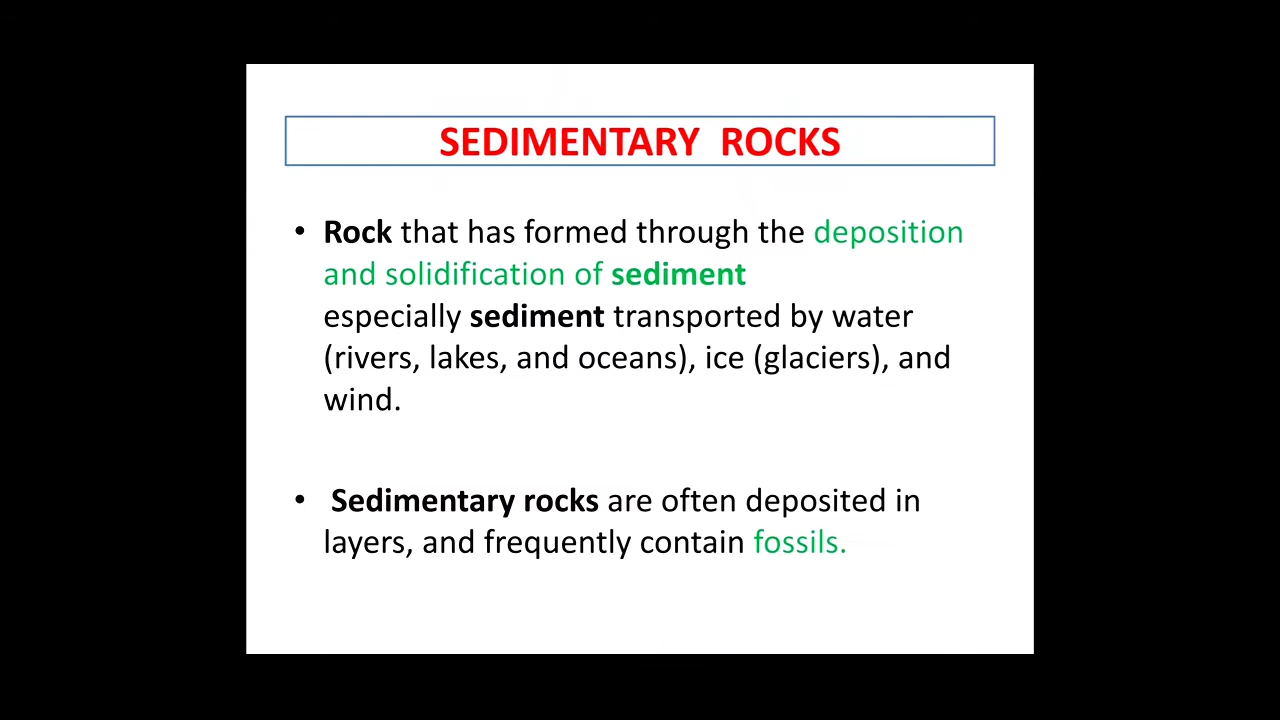 SEDIMENTARY ROCKS
• Rock that has formed through the deposition
and solidification of sediment
especially sediment transported by water
(rivers, lakes, and oceans), ice (glaciers), and
wind.
• Sedimentary rocks are often deposited in
layers, and frequently contain fossils.